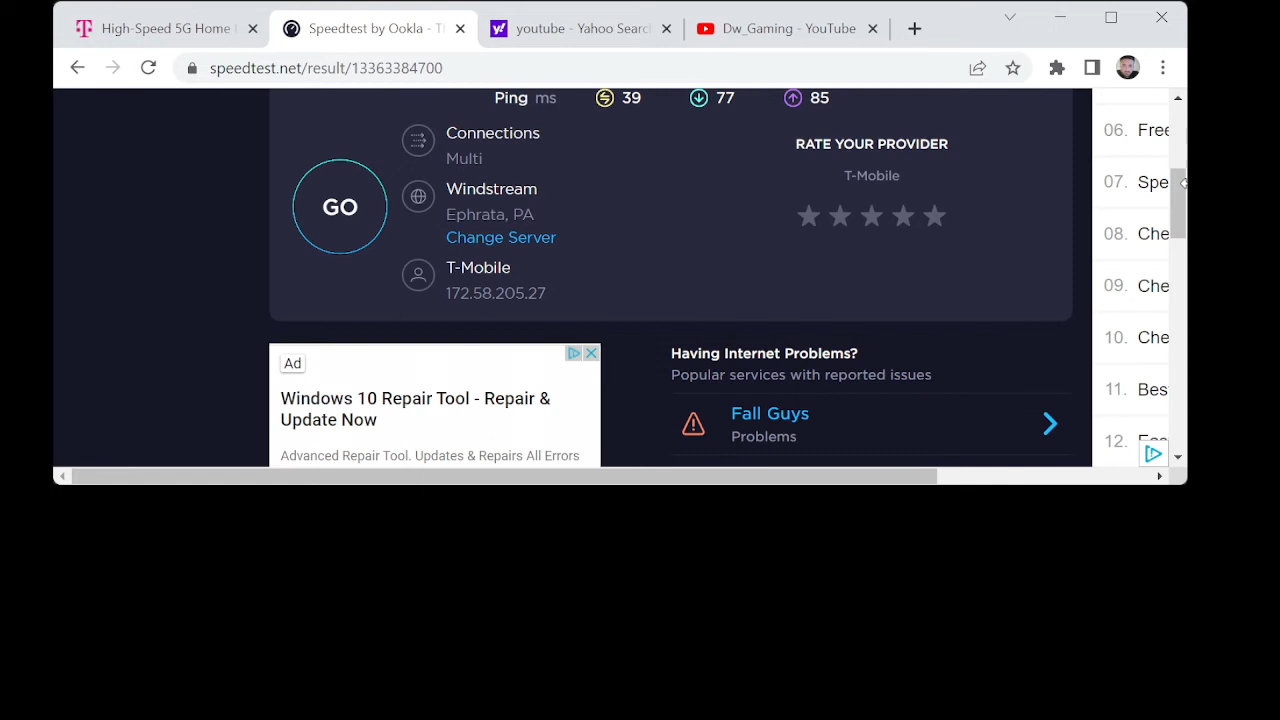 High-Speed 5G Home
Speedtest by Ookla - Th
youtube - Yahoo Searc
Dw_Gaming - YouTube
speedtest.net/result/13363384700
Ping ms 39 77 85
Connections
Multi
Windstream
Ephrata, PA
Change Server
T-Mobile
172.58.205.27
GO
RATE YOUR PROVIDER
T-Mobile
Ad
Windows 10 Repair Tool - Repair &
Update Now
Advanced Repair Tool. Updates & Repairs All Errors
Having Internet Problems?
Popular services with reported issues
Fall Guys
Problems
06. Free
07. Spe
08. Che
09. Che
10. Che
11. Bes
12.